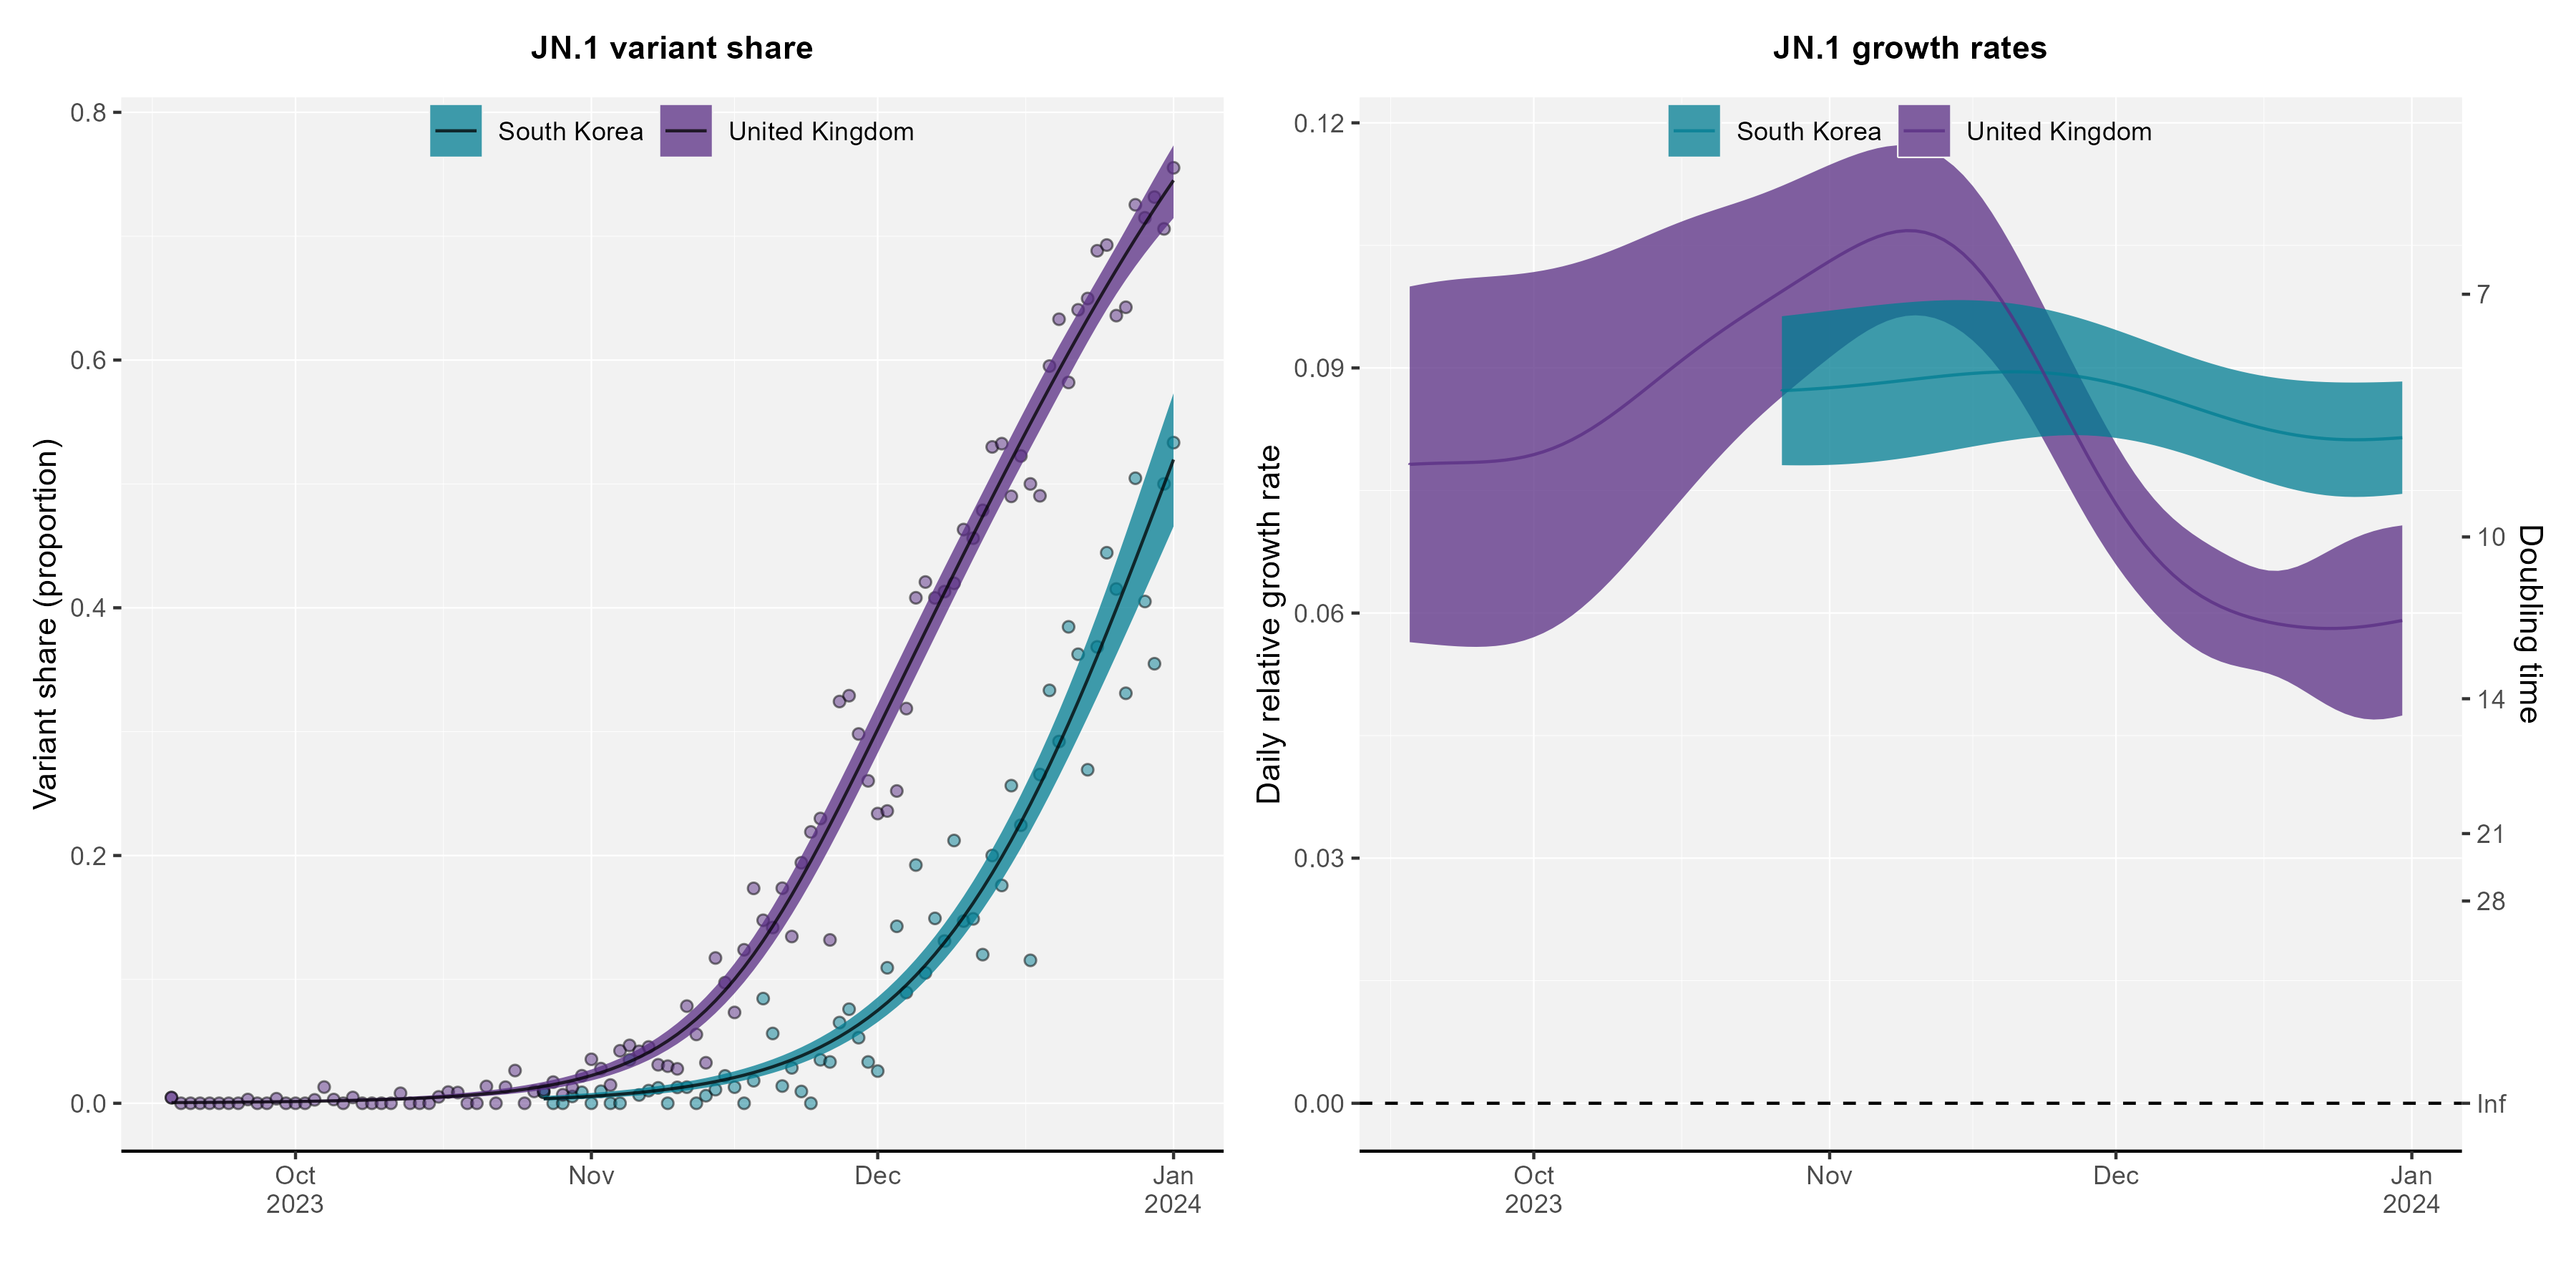 JN.1 variant share
South Korea
United Kingdom
Variant share (proportion)
0.8
0.6
0.4
0.2
0.0
Oct
2023
Nov
Dec
Jan
2024
JN.1 growth rates
South Korea
United Kingdom
Daily relative growth rate
0.12
0.09
0.06
0.03
0.00
7
10
14
21
28
Inf
Doubling time
Oct
2023
Nov
Dec
Jan
2024